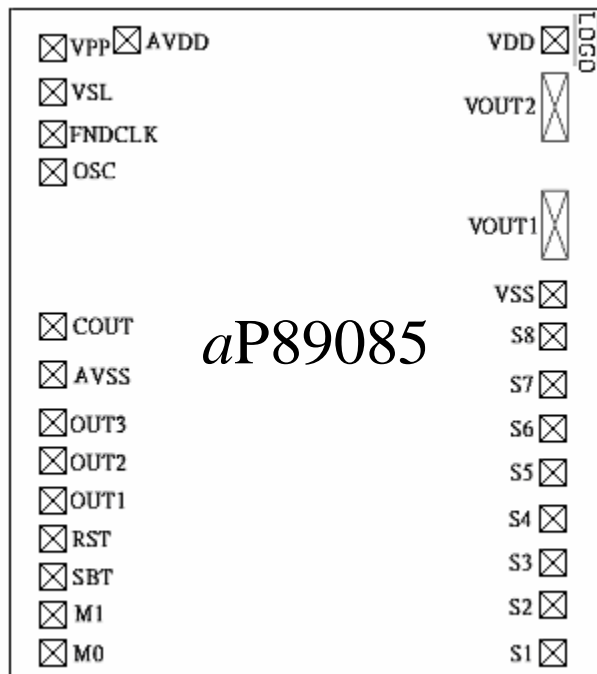 VPP AVDD VDD LOGO
VSL VOUT2
FNDCLK
OSC
VOUT1
VSS
COUT aP89085 S8
AVSS S7
OUT3 S6
OUT2 S5
OUT1 S4
RST S3
SBT S2
M1
M0 S1